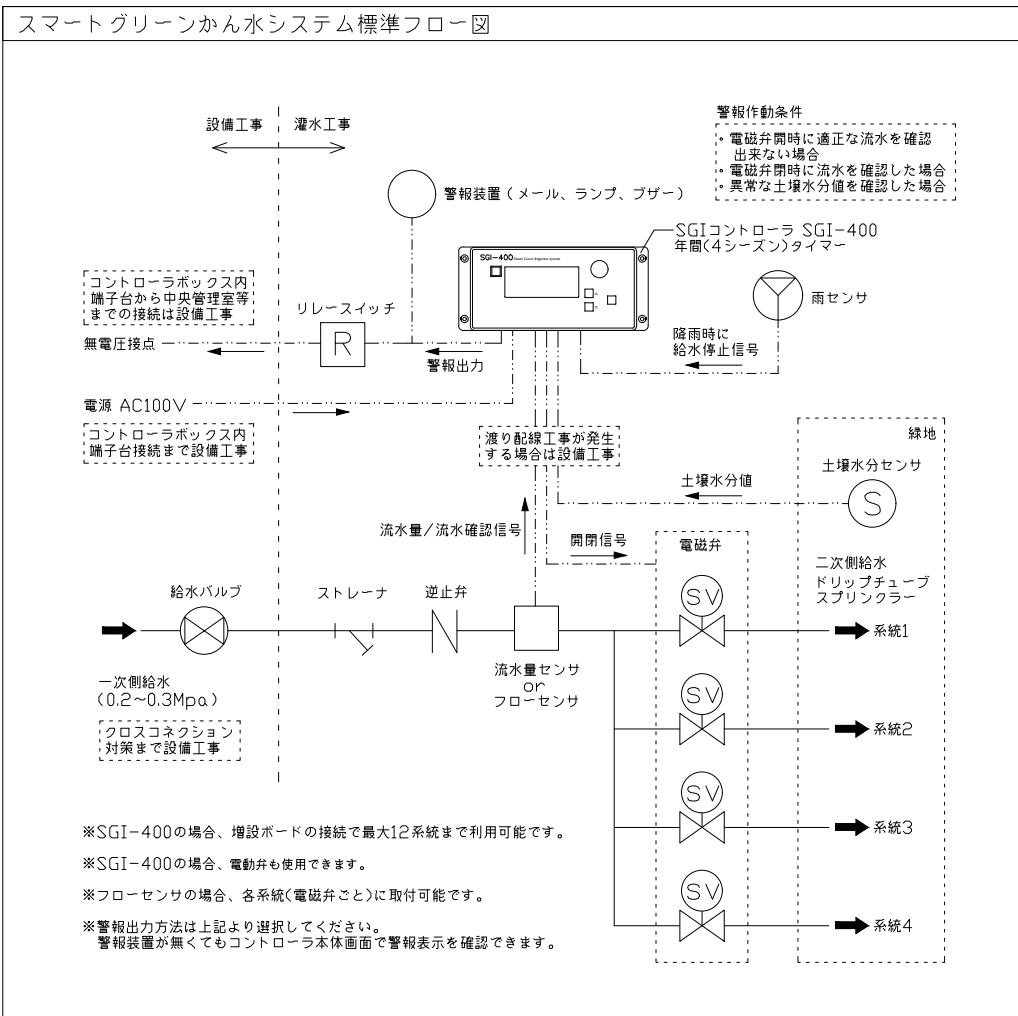 スマートグリーンかん水システム標準フロー図
設備工事
灌水工事
警報作動条件
・電磁弁開時に適正な流水を確認
出来ない場合
・電磁弁閉時に流水を確認した場合
・異常な土壌水分値を確認した場合
警報装置(メール、ランプ、ブザー)
SGIコントローラ SGI-400
年間(4シーズン)タイマー
SGI-400
コントローラボックス内
端子台から中央管理室等
までの接続は設備工事
リレースイッチ
雨センサ
無電圧接点
R
警報出力
降雨時に
給水停止信号
電源 AC100V
コントローラボックス内
端子台接続まで設備工事
渡り配線工事が発生
する場合は設備工事
緑地
土壌水分センサ
土壌水分値
S
流水量/流水確認信号
開閉信号
電磁弁
二次側給水
ドリップチューブ
スプリンクラー
給水バルブ
ストレーナ
逆止弁
SV
系統1
流水量センサ
or
フローセンサ
一次側給水
(0.2~0.3Mpa)
クロスコネクション
対策まで設備工事
SV
系統2
SV
系統3
SV
系統4
※SGI-400の場合、増設ボードの接続で最大12系統まで利用可能です。
※SGI-400の場合、電動弁も使用できます。
※フローセンサの場合、各系統(電磁弁ごと)に取付可能です。
※警報出力方法は上記より選択してください。
警報装置が無くてもコントローラ本体画面で警報表示を確認できます。